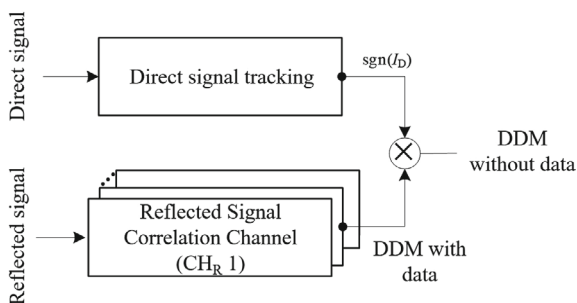 Direct signal
Direct signal tracking
sgn(I_D)
DDM
without data
Reflected signal
Reflected Signal
Correlation Channel
(CH_R 1)
DDM with
data